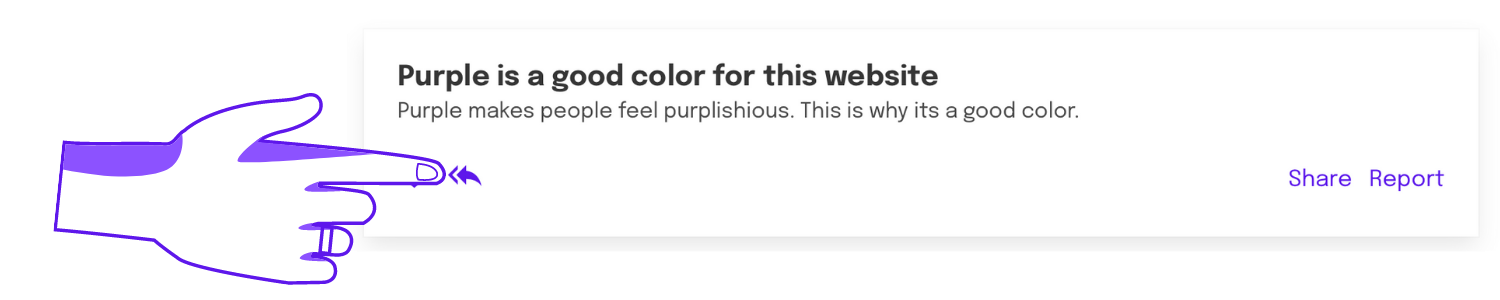 Purple is a good color for this website
Purple makes people feel purplishious. This is why its a good color.
Share Report